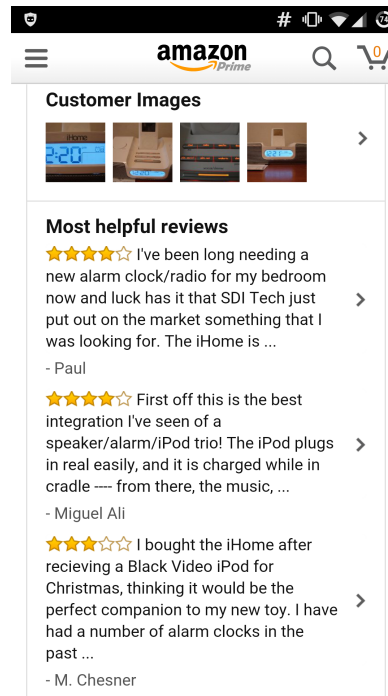 #
74
amazon
Prime
0
Customer Images
iHome
2:20
Most helpful reviews
I've been long needing a
new alarm clock/radio for my bedroom
now and luck has it that SDI Tech just
put out on the market something that I
was looking for. The iHome is ...
- Paul
First off this is the best
integration I've seen of a
speaker/alarm/iPod trio! The iPod plugs
in real easily, and it is charged while in
cradle ---- from there, the music, ...
- Miguel Ali
I bought the iHome after
recieving a Black Video iPod for
Christmas, thinking it would be the
perfect companion to my new toy. I have
had a number of alarm clocks in the
past ...
- M. Chesner